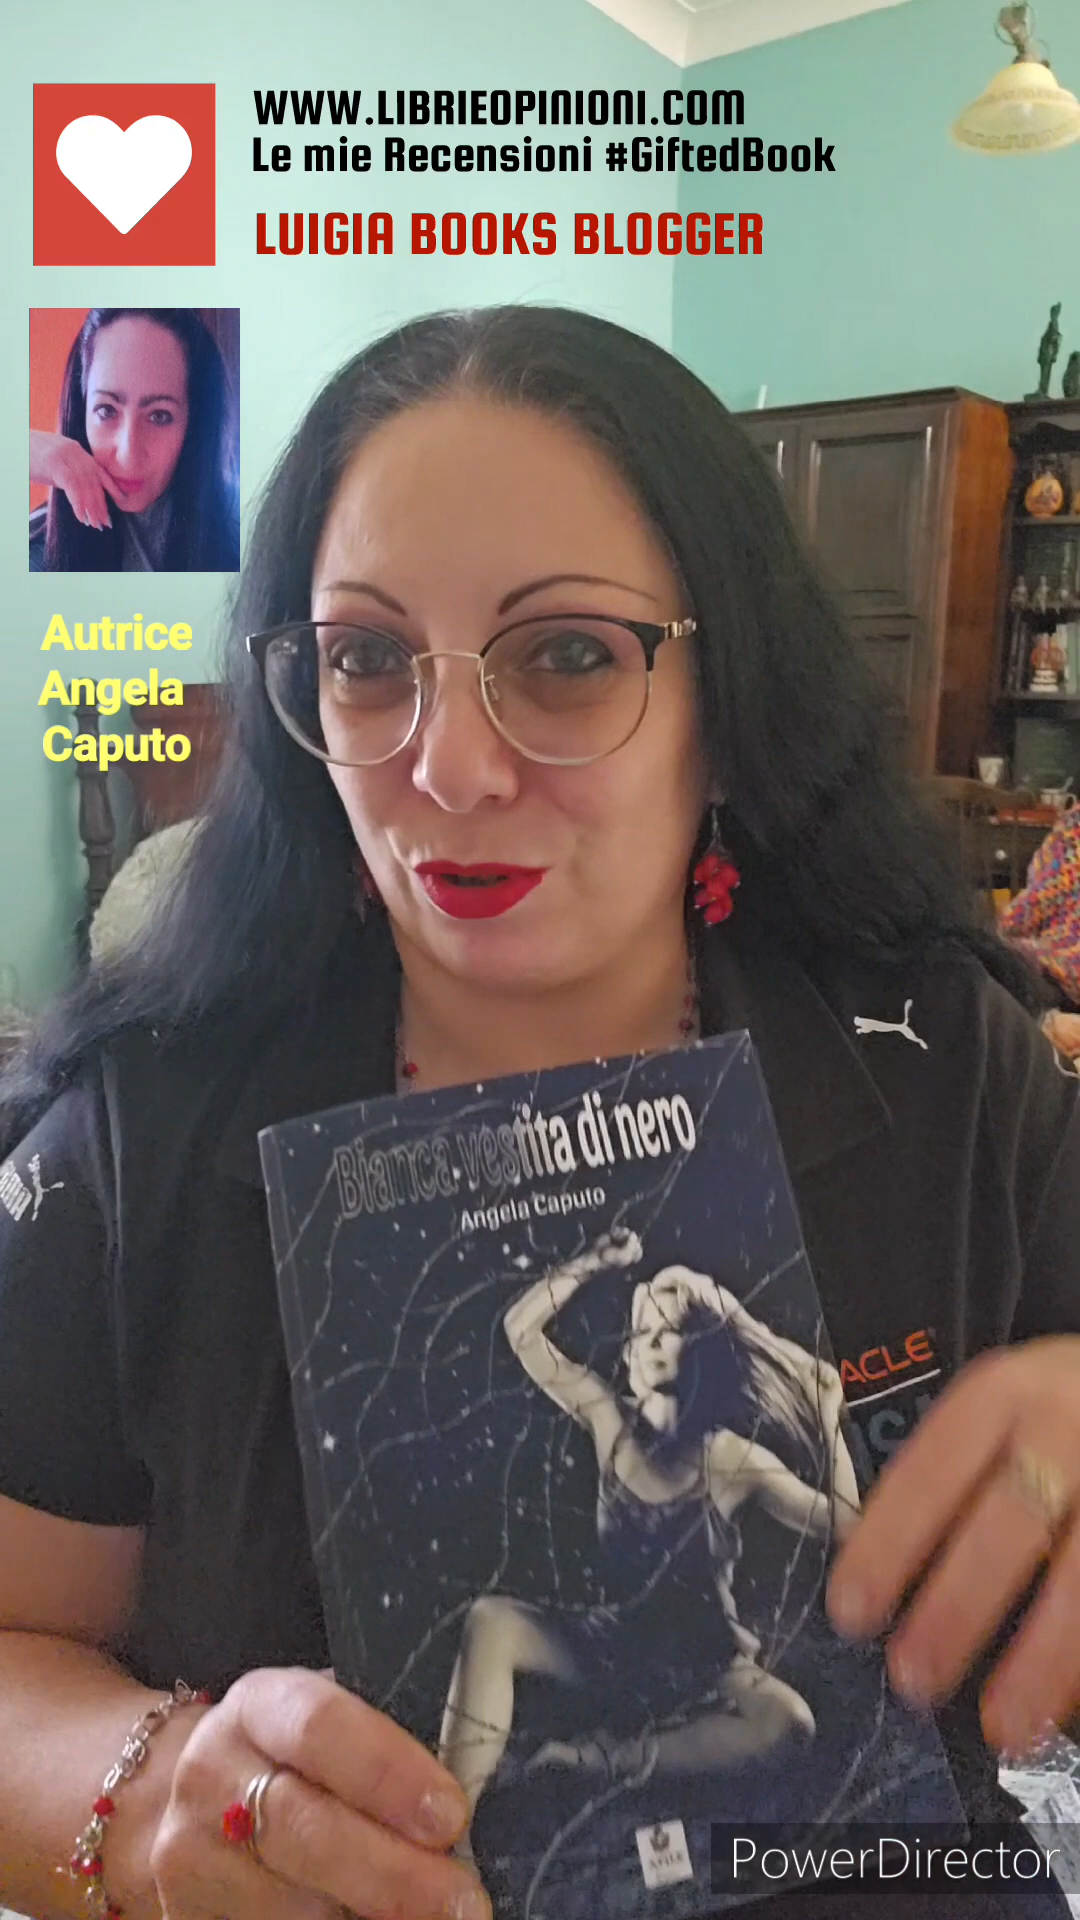 WWW.LIBRIEOPINIONI.COM
Le mie Recensioni #GiftedBook
LUIGIA BOOKS BLOGGER
Autrice
Angela
Caputo
Bianca vestita di nero
Angela Caputo
ACLE
PowerDirector